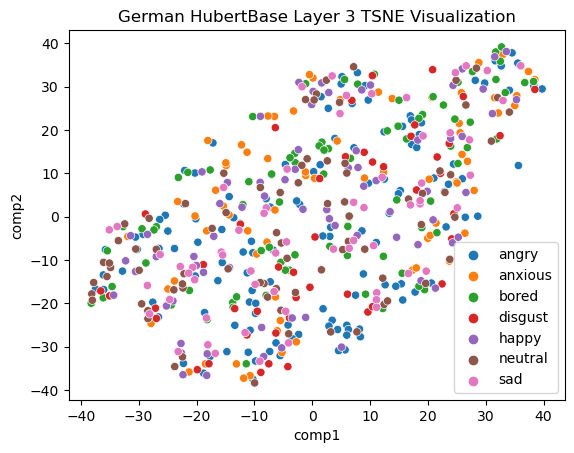 German HubertBase Layer 3 TSNE Visualization
comp2
40
30
20
10
0
−10
−20
−30
−40
angry
anxious
bored
disgust
happy
neutral
sad
−40 −30 −20 −10 0 10 20 30 40
comp1